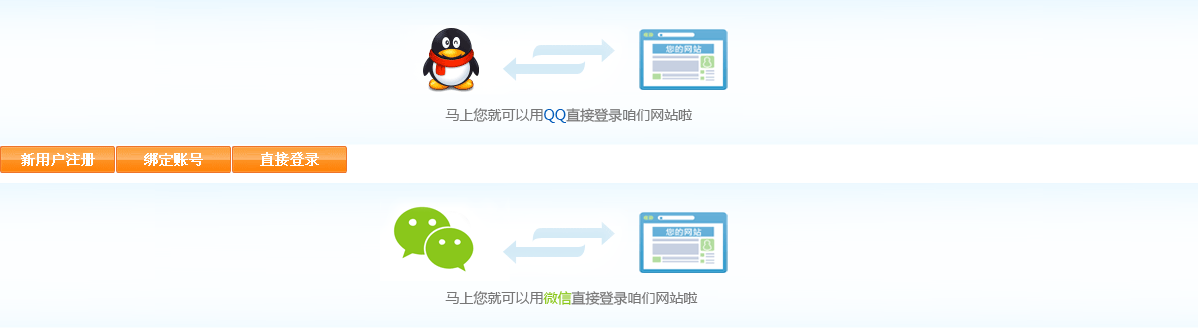 您的网站
马上您就可以用QQ直接登录咱们网站啦
新用户注册 绑定账号 直接登录
您的网站
马上您就可以用微信直接登录咱们网站啦